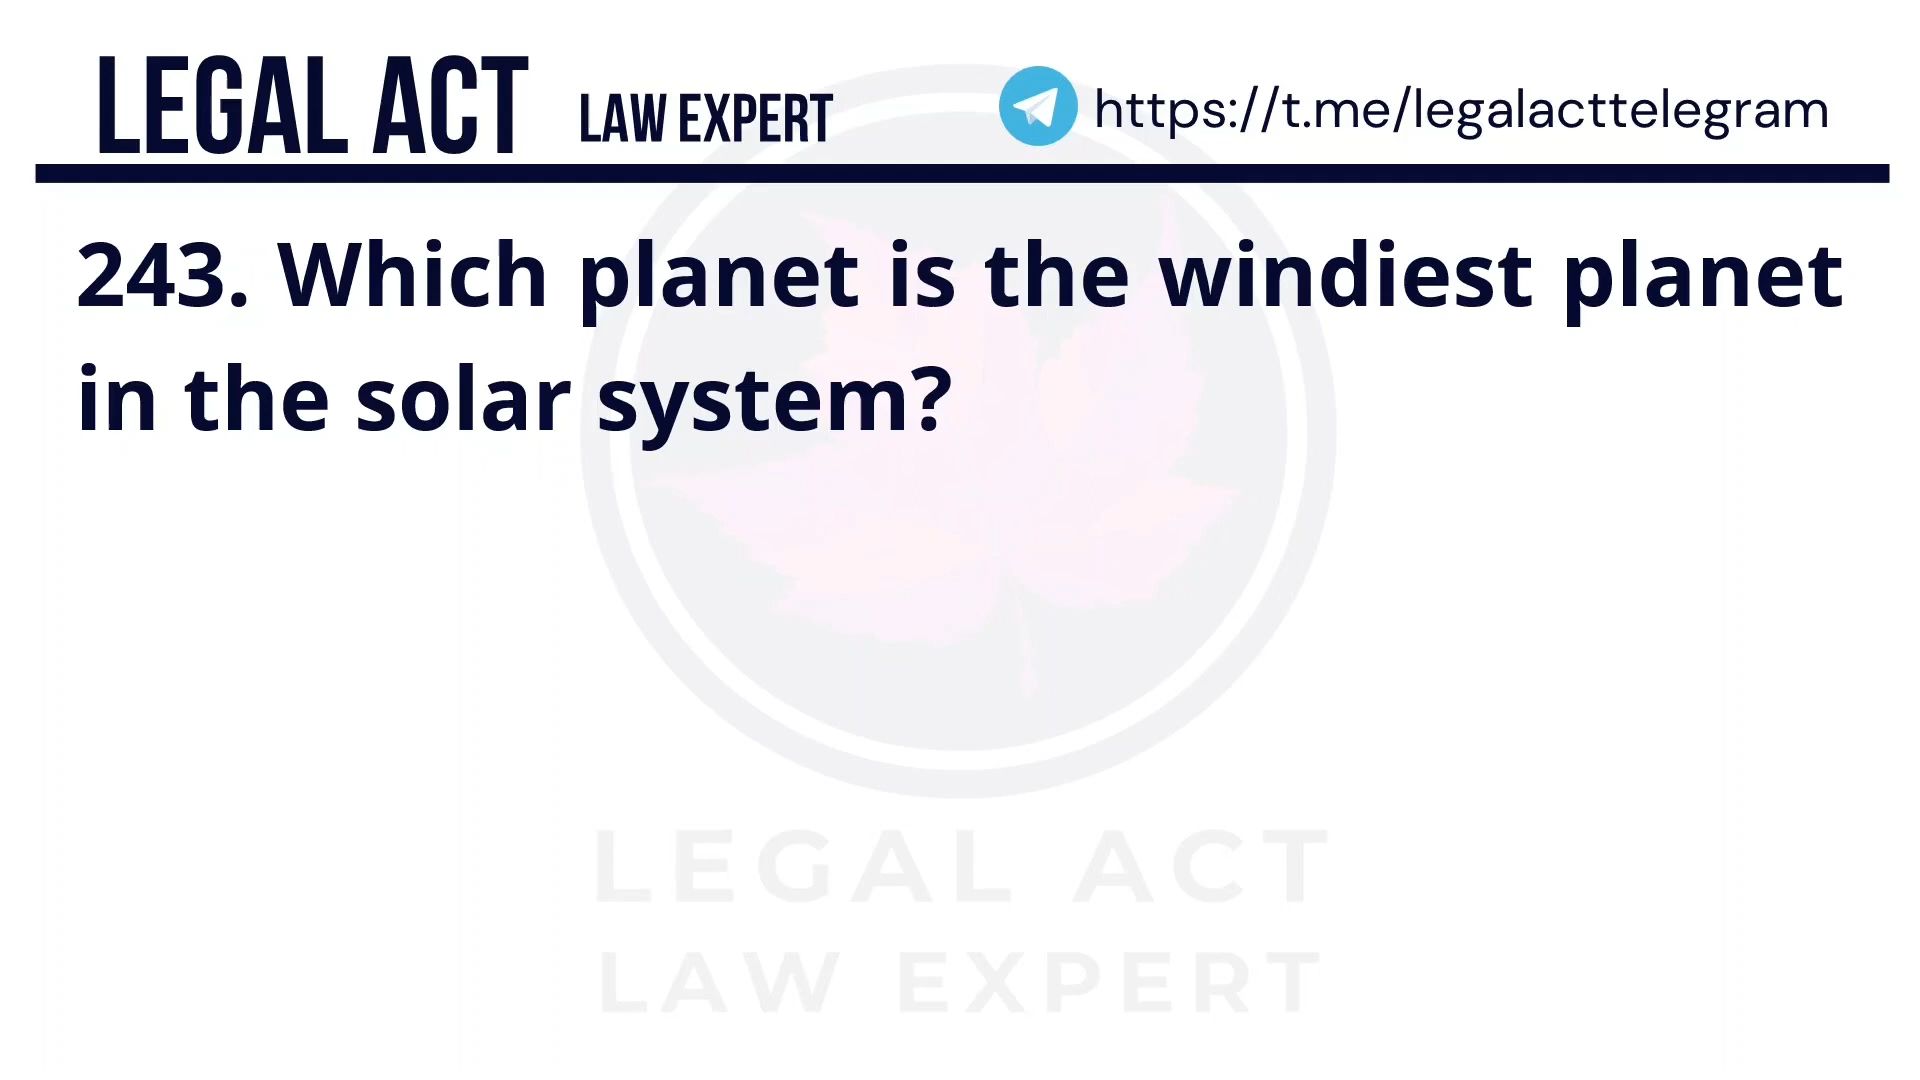 LEGAL ACT LAW EXPERT https://t.me/legalacttelegram
243. Which planet is the windiest planet
in the solar system?
LEGAL ACT
LAW EXPERT